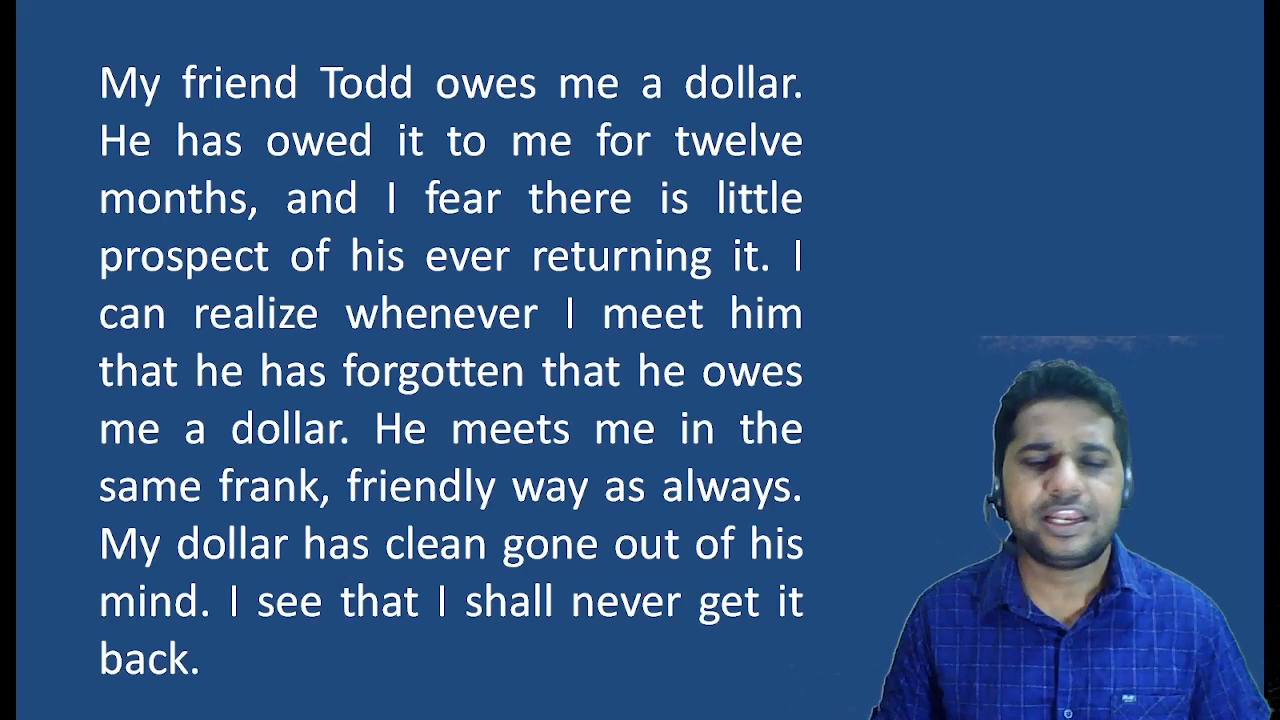 My friend Todd owes me a dollar.
He has owed it to me for twelve
months, and I fear there is little
prospect of his ever returning it. I
can realize whenever I meet him
that he has forgotten that he owes
me a dollar. He meets me in the
same frank, friendly way as always.
My dollar has clean gone out of his
mind. I see that I shall never get it
back.